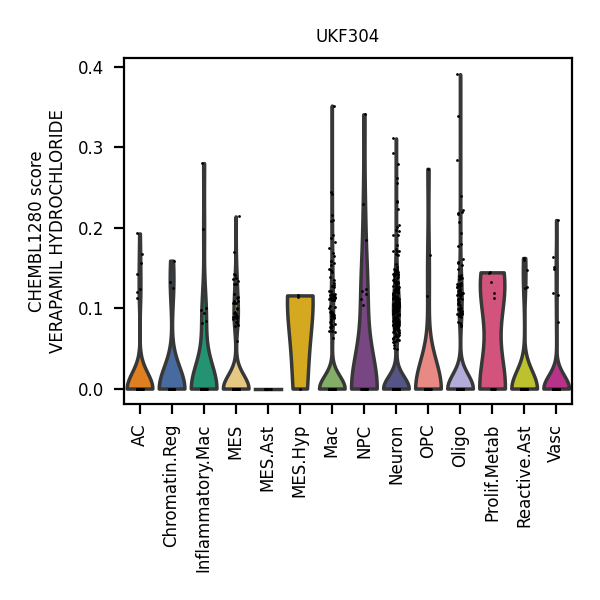 UKF304
CHEMBL1280 score
VERAPAMIL HYDROCHLORIDE
0.4
0.3
0.2
0.1
0.0
AC
Chromatin.Reg
Inflammatory.Mac
MES
MES.Ast
MES.Hyp
Mac
NPC
Neuron
OPC
Oligo
Prolif.Metab
Reactive.Ast
Vasc